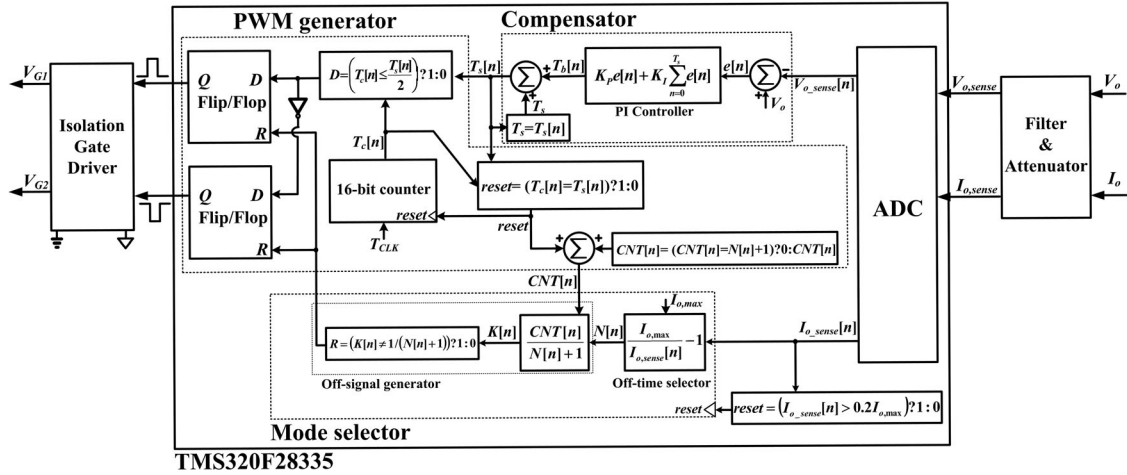 PWM generator
Compensator
V_G1
V_G2
Isolation
Gate
Driver
Q D
Flip/Flop
R
Q D
Flip/Flop
R
D=(T_c[n]≤T_s[n]/2)?1:0
T_s[n]
T_b[n]
T_s
T_s=T_s[n]
K_p e[n]+K_I ∑_{n=0}^{T_s} e[n]
PI Controller
e[n]
V_o
V_o_sense[n]
ADC
V_o,sense
I_o,sense
Filter
&
Attenuator
V_o
I_o
T_c[n]
16-bit counter
reset
T_CLK
reset= (T_c[n]=T_s[n])?1:0
reset
CNT[n]= (CNT[n]=N[n]+1)?0:CNT[n]
CNT[n]
R=(K[n]≠1/(N[n]+1))?1:0
K[n]
CNT[n]
N[n]+1
N[n]
I_o,max
I_o,max/I_o,sense[n] −1
I_o_sense[n]
Off-signal generator
Off-time selector
reset
reset=(I_o_sense[n]>0.2I_o,max)?1:0
Mode selector
TMS320F28335